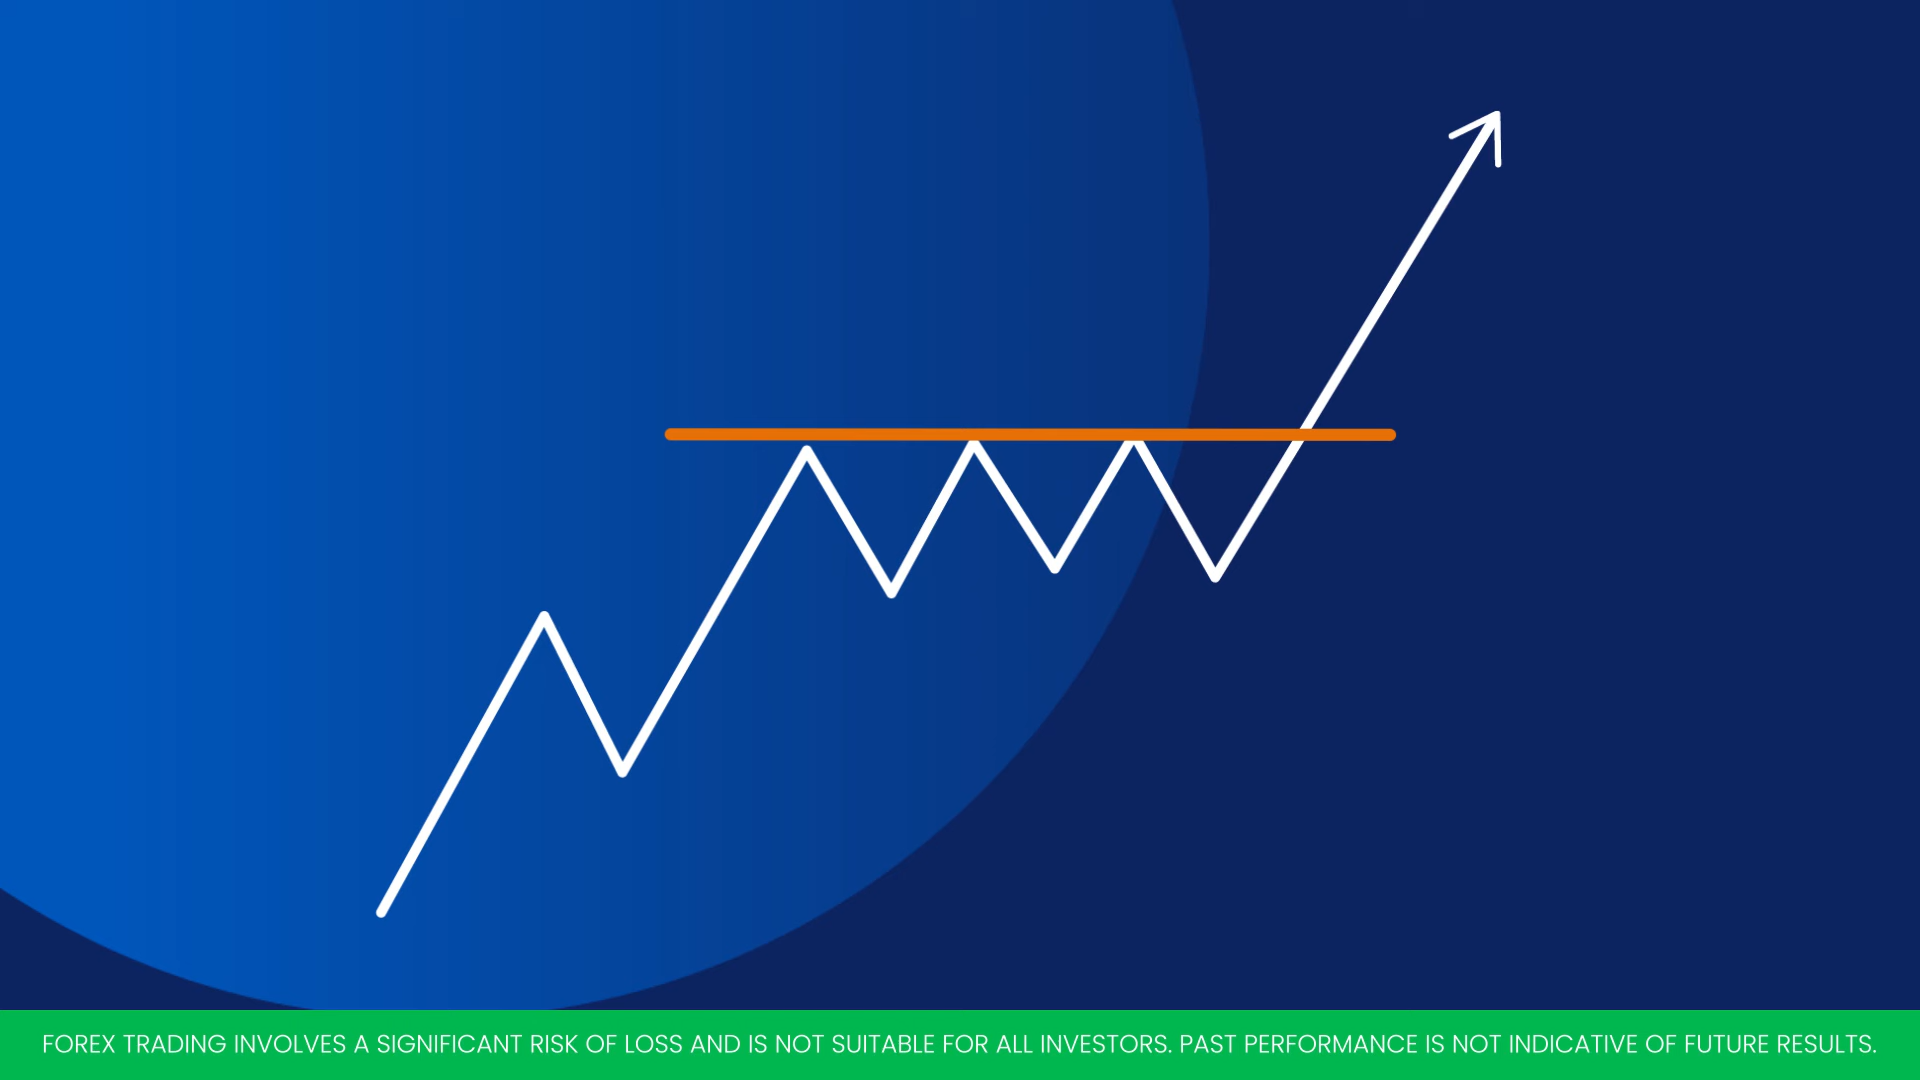 FOREX TRADING INVOLVES A SIGNIFICANT RISK OF LOSS AND IS NOT SUITABLE FOR ALL INVESTORS. PAST PERFORMANCE IS NOT INDICATIVE OF FUTURE RESULTS.